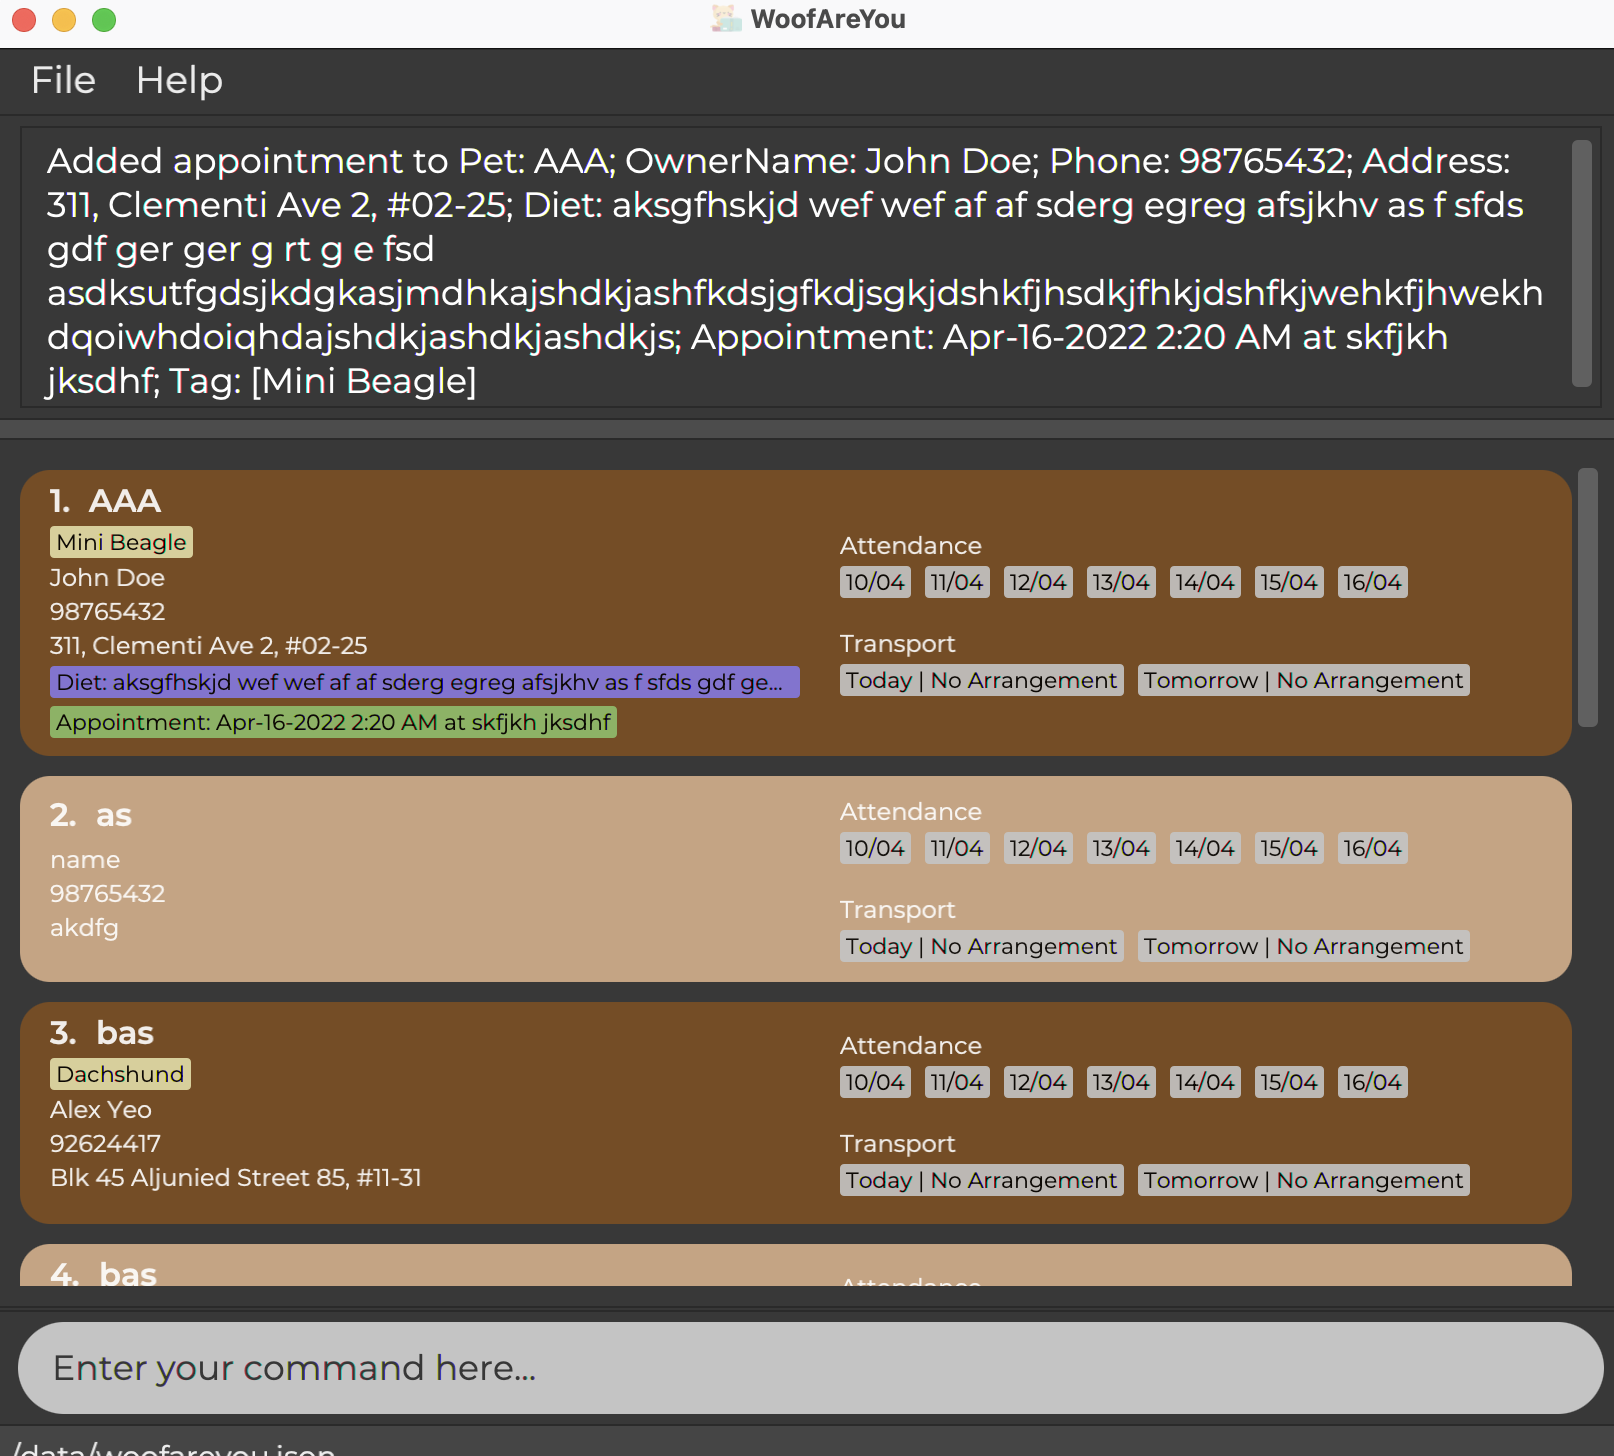 WoofAreYou
File Help
Added appointment to Pet: AAA; OwnerName: John Doe; Phone: 98765432; Address:
311, Clementi Ave 2, #02-25; Diet: aksgfhskjd wef wef af af sderg egreg afsjkhv as f sfds
gdf ger ger g rt g e fsd
asdksutfgdsjkdgkasjmdhkajshdkjashfkdsjgfkdjsgkjdshkfjhsdkjfhkjdshfkjwehkfjhwekh
dqoiwhdoiqhdajshdkjashdkjashdkjs; Appointment: Apr-16-2022 2:20 AM at skfjkh
jksdhf; Tag: [Mini Beagle]
1. AAA
Mini Beagle
John Doe
98765432
311, Clementi Ave 2, #02-25
Diet: aksgfhskjd wef wef af af sderg egreg afsjkhv as f sfds gdf ge...
Appointment: Apr-16-2022 2:20 AM at skfjkh jksdhf
Attendance
10/04 11/04 12/04 13/04 14/04 15/04 16/04
Transport
Today | No Arrangement Tomorrow | No Arrangement
2. as
name
98765432
akdfg
Attendance
10/04 11/04 12/04 13/04 14/04 15/04 16/04
Transport
Today | No Arrangement Tomorrow | No Arrangement
3. bas
Dachshund
Alex Yeo
92624417
Blk 45 Aljunied Street 85, #11-31
Attendance
10/04 11/04 12/04 13/04 14/04 15/04 16/04
Transport
Today | No Arrangement Tomorrow | No Arrangement
4. bas
Attendance
Enter your command here...
/data/woofareyou.json